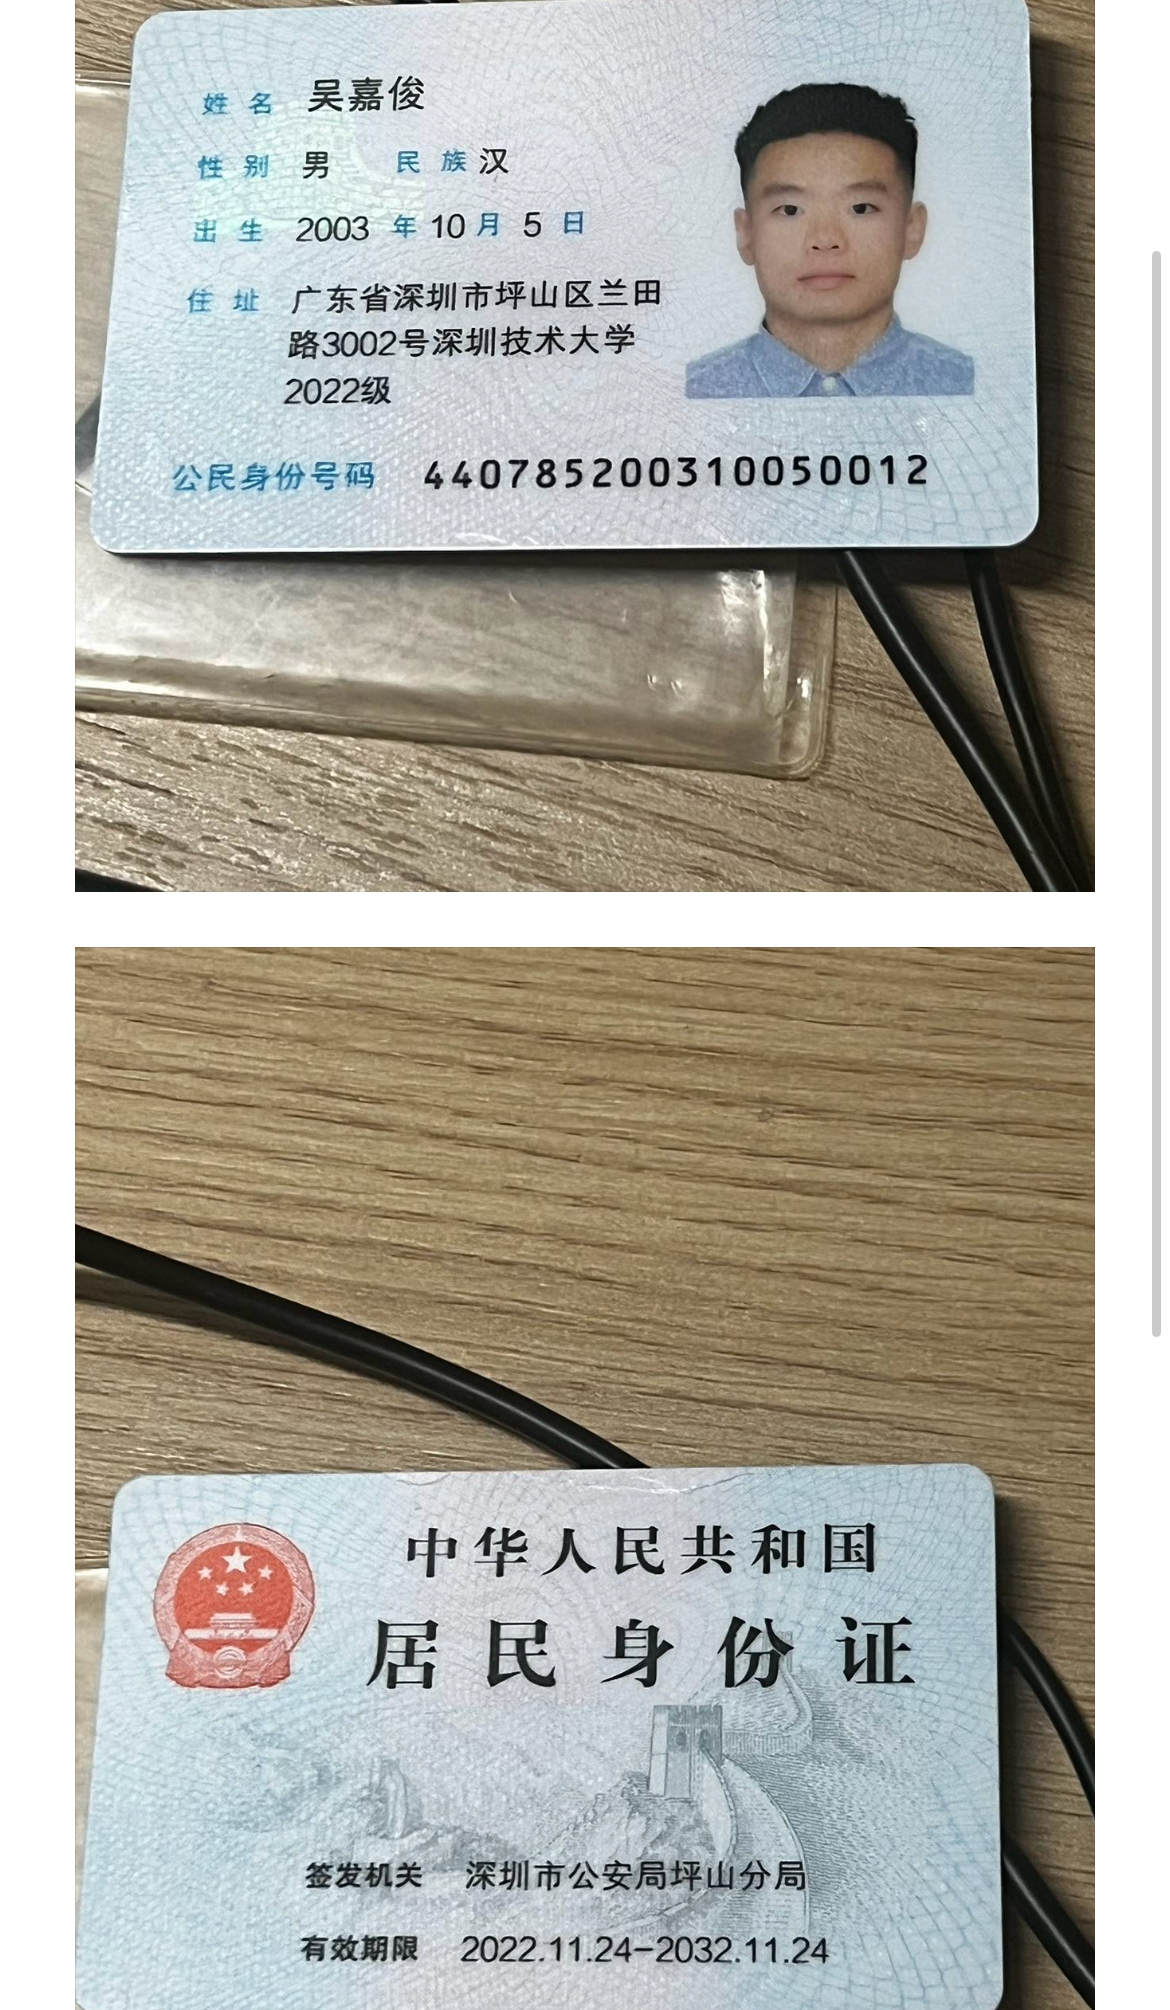 姓名 吴嘉俊
性别 男 民族 汉
出生 2003 年 10 月 5 日
住址 广东省深圳市坪山区兰田
路3002号深圳技术大学
2022级
公民身份号码 440785200310050012
中华人民共和国
居民身份证
签发机关 深圳市公安局坪山分局
有效期限 2022.11.24-2032.11.24